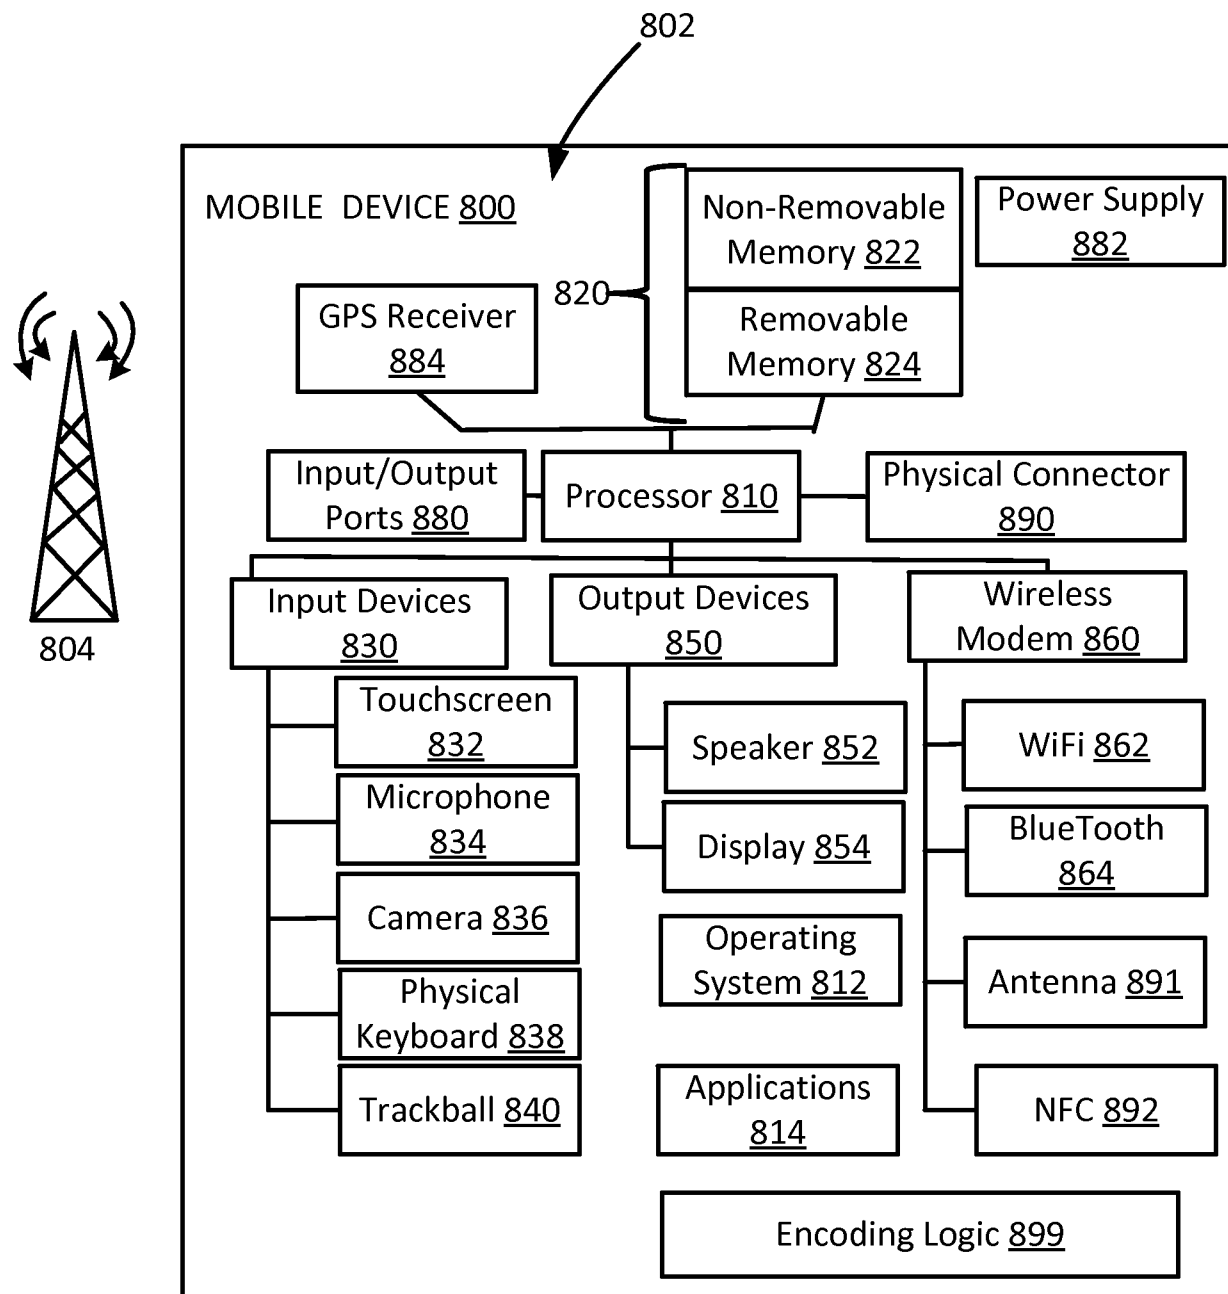 802
MOBILE DEVICE 800
Non-Removable
Memory 822
Power Supply
882
820
GPS Receiver
884
Removable
Memory 824
Input/Output
Ports 880
Processor 810
Physical Connector
890
804
Input Devices
830
Output Devices
850
Wireless
Modem 860
Touchscreen
832
Speaker 852
WiFi 862
Microphone
834
Display 854
BlueTooth
864
Camera 836
Operating
System 812
Antenna 891
Physical
Keyboard 838
Trackball 840
Applications
814
NFC 892
Encoding Logic 899